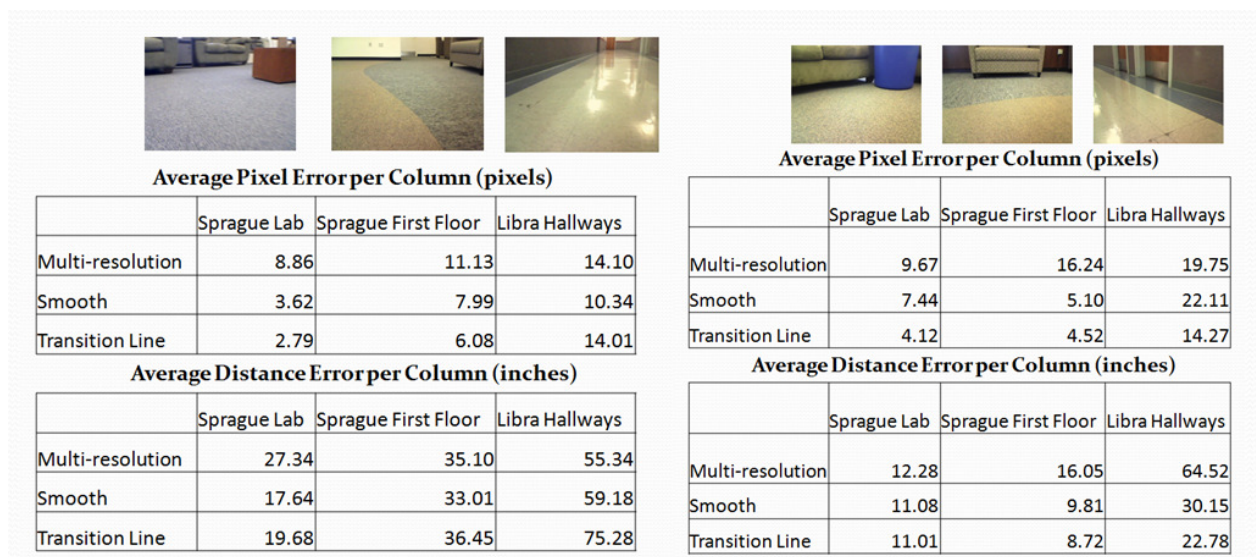 Average Pixel Error per Column (pixels)
Sprague Lab Sprague First Floor Libra Hallways
Multi-resolution 8.86 11.13 14.10
Smooth 3.62 7.99 10.34
Transition Line 2.79 6.08 14.01
Average Distance Error per Column (inches)
Sprague Lab Sprague First Floor Libra Hallways
Multi-resolution 27.34 35.10 55.34
Smooth 17.64 33.01 59.18
Transition Line 19.68 36.45 75.28
Average Pixel Error per Column (pixels)
Sprague Lab Sprague First Floor Libra Hallways
Multi-resolution 9.67 16.24 19.75
Smooth 7.44 5.10 22.11
Transition Line 4.12 4.52 14.27
Average Distance Error per Column (inches)
Sprague Lab Sprague First Floor Libra Hallways
Multi-resolution 12.28 16.05 64.52
Smooth 11.08 9.81 30.15
Transition Line 11.01 8.72 22.78